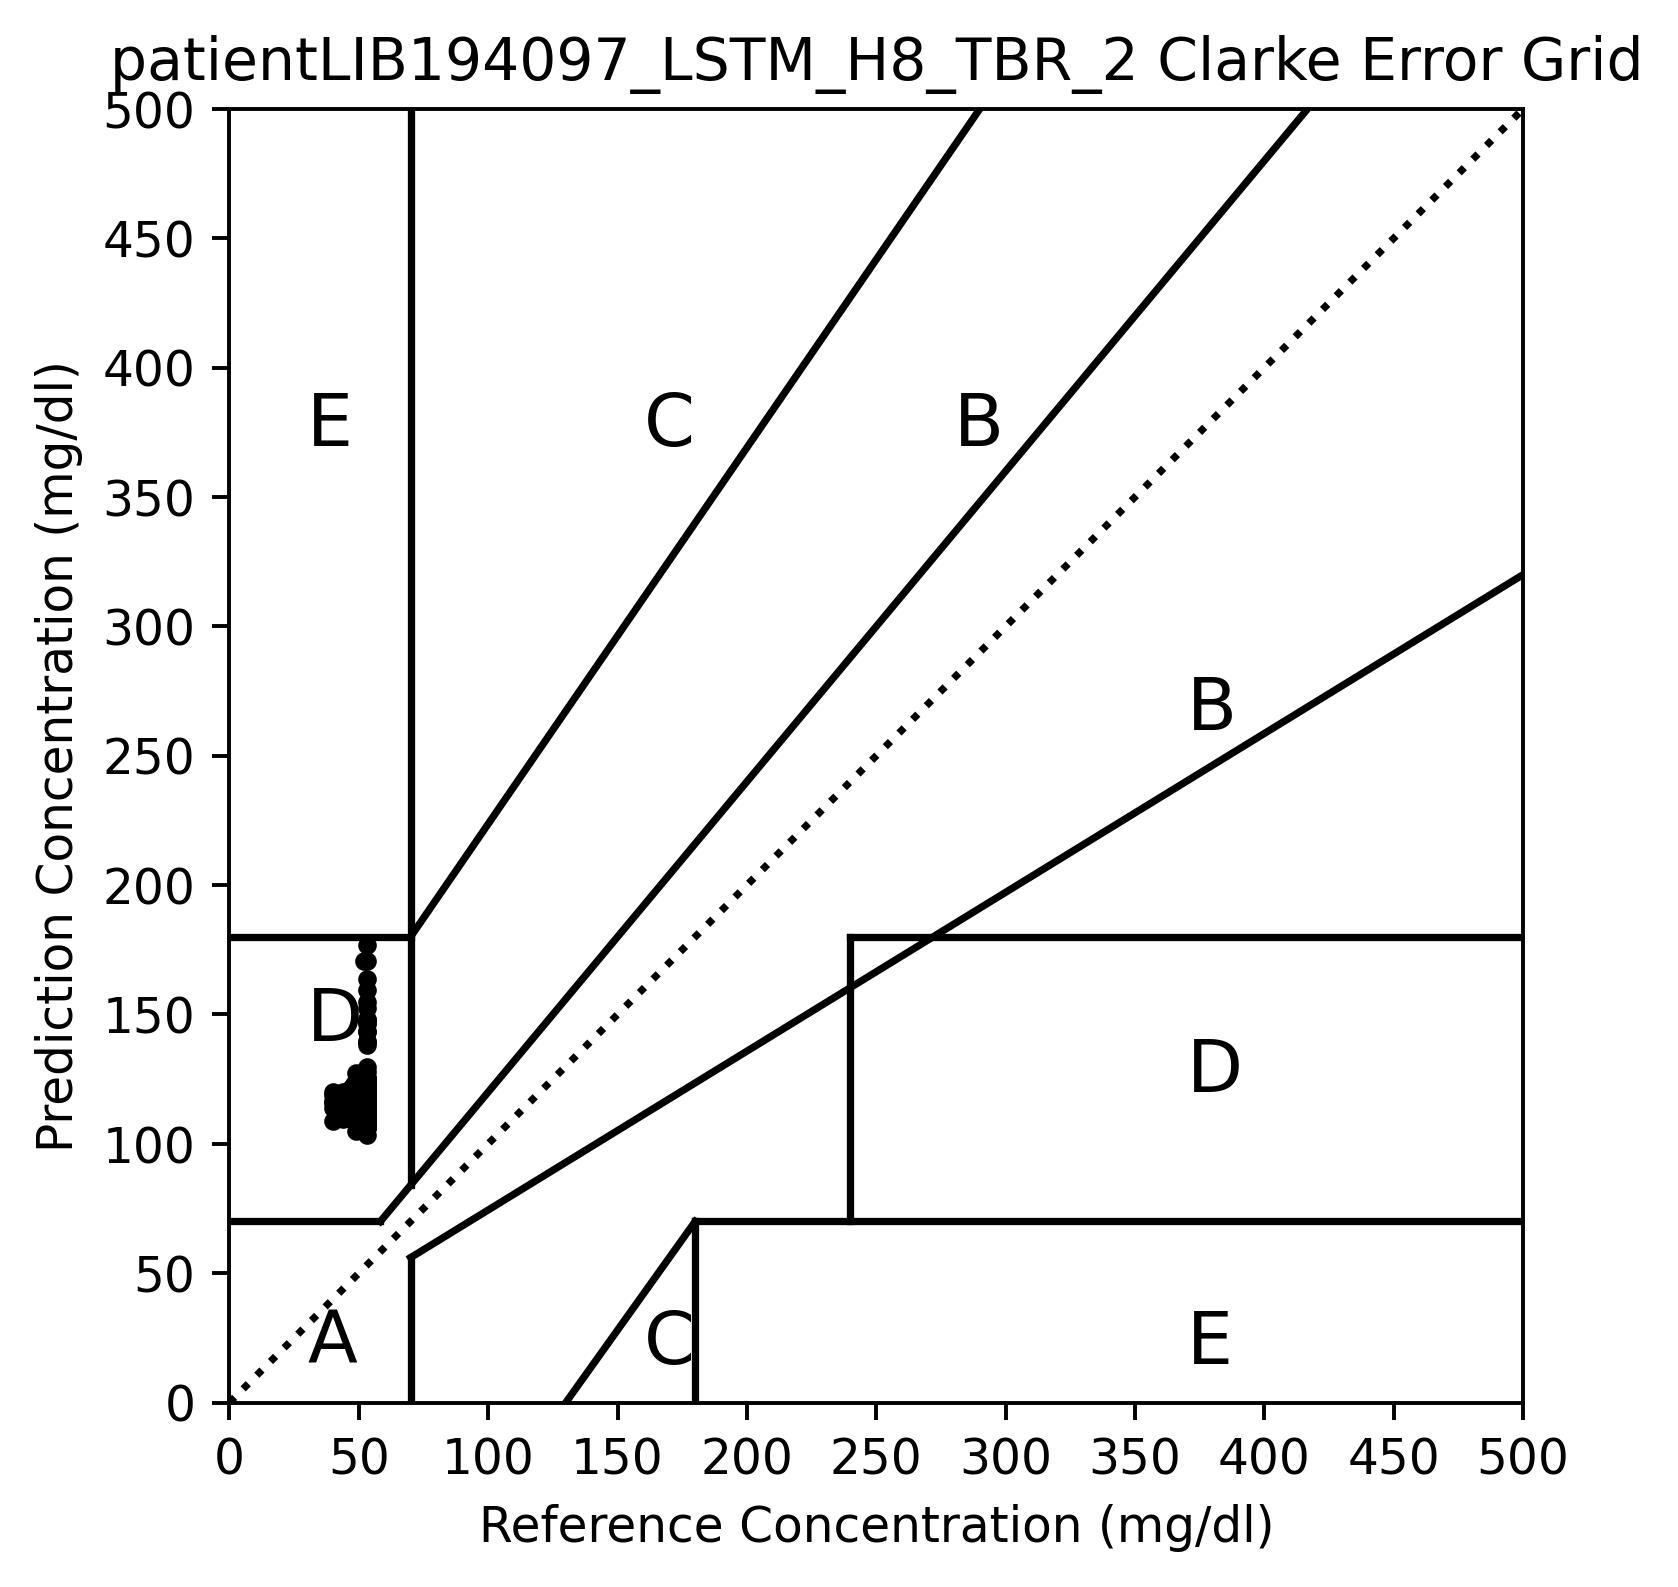 patientLIB194097_LSTM_H8_TBR_2 Clarke Error Grid
500
450
400
350
300
250
200
150
100
50
0
Prediction Concentration (mg/dl)
E
C
B
B
D
D
A
C
E
0 50 100 150 200 250 300 350 400 450 500
Reference Concentration (mg/dl)